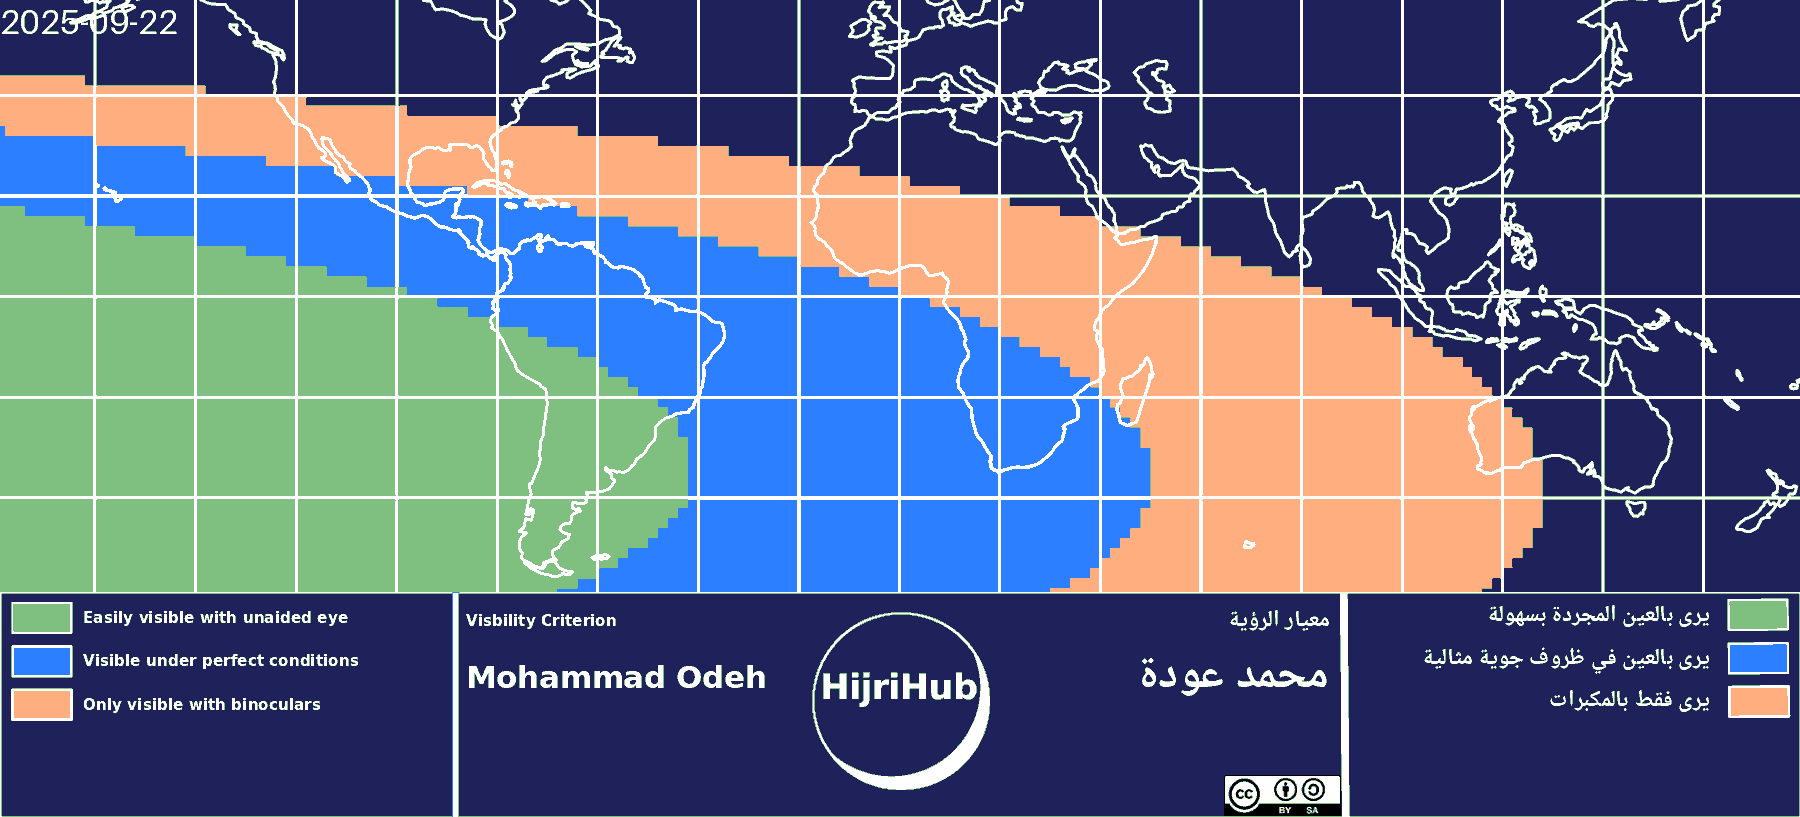 2025-09-22
Easily visible with unaided eye
Visible under perfect conditions
Only visible with binoculars
Visbility Criterion
Mohammad Odeh
HijriHub
معيار الرؤية
محمد عودة
cc BY SA
يرى بالعين المجردة بسهولة
يرى بالعين في ظروف جوية مثالية
يرى فقط بالمكبرات